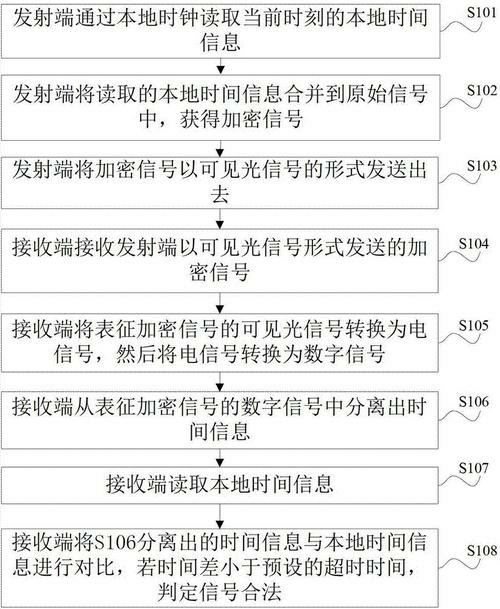 发射端通过本地时钟读取当前时刻的本地时间
信息
S101
发射端将读取的本地时间信息合并到原始信号
中，获得加密信号
S102
发射端将加密信号以可见光信号的形式发送出
去
S103
接收端接收发射端以可见光信号形式发送的加
密信号
S104
接收端将表征加密信号的可见光信号转换为电
信号，然后将电信号转换为数字信号
S105
接收端从表征加密信号的数字信号中分离出时
间信息
S106
接收端读取本地时间信息
S107
接收端将S106分离出的时间信息与本地时间信
息进行对比，若时间差小于预设的超时时间，
判定信号合法
S108